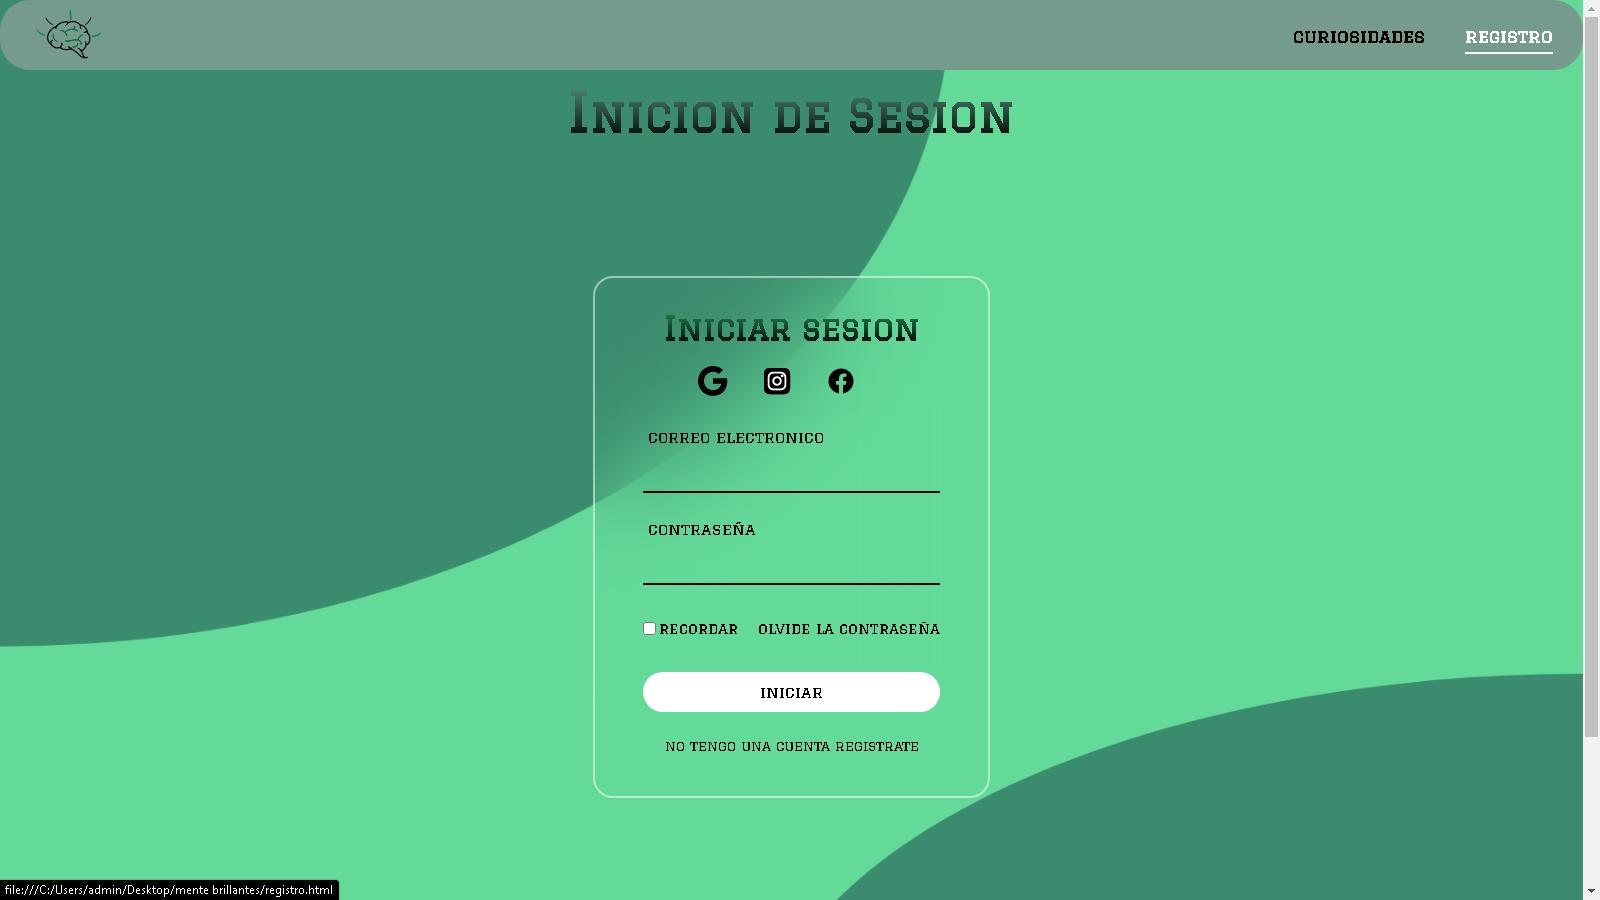 CURIOSIDADES REGISTRO
INICION DE SESION
INICIAR SESION
CORREO ELECTRONICO
CONTRASEÑA
RECORDAR OLVIDE LA CONTRASEÑA
INICIAR
NO TENGO UNA CUENTA REGISTRATE
file:///C:/Users/admin/Desktop/mente brillantes/registro.html